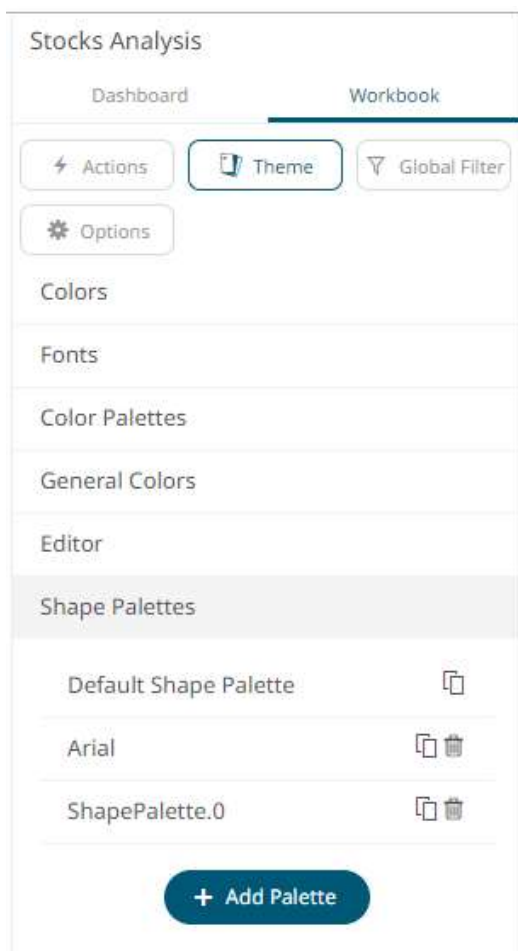 Stocks Analysis
Dashboard Workbook
Actions Theme Global Filter
Options
Colors
Fonts
Color Palettes
General Colors
Editor
Shape Palettes
Default Shape Palette
Arial
ShapePalette.0
+ Add Palette